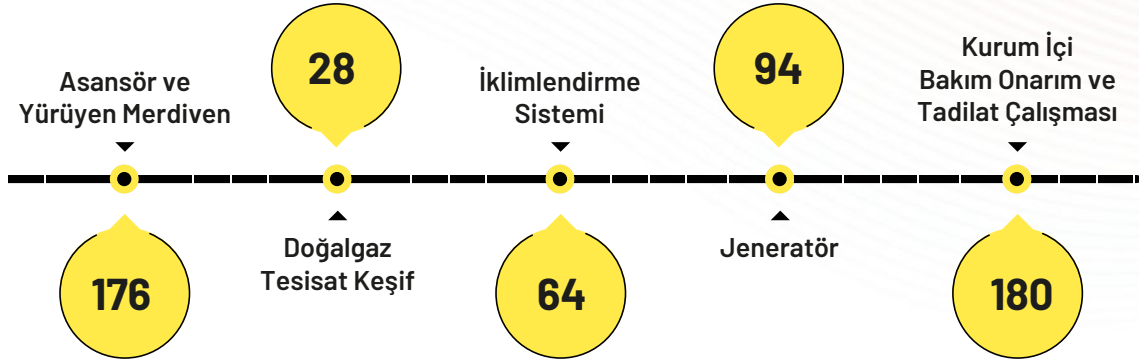 Asansör ve
Yürüyen Merdiven
176
28
Doğalgaz
Tesisat Keşif
İklimlendirme
Sistemi
64
94
Jeneratör
Kurum İçi
Bakım Onarım ve
Tadilat Çalışması
180